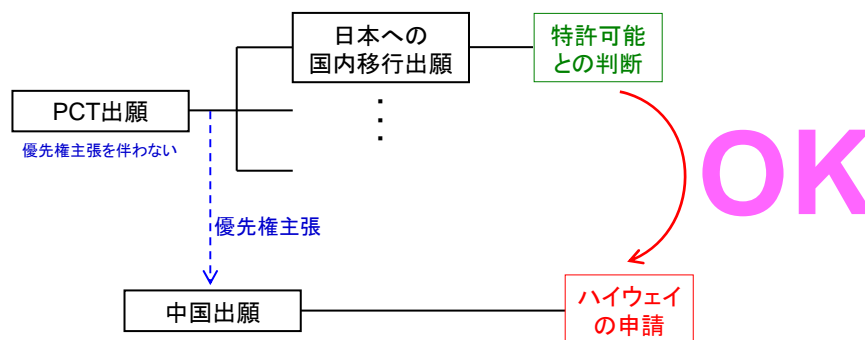 日本への
国内移行出願
特許可能
との判断
PCT出願
優先権主張を伴わない
OK
優先権主張
中国出願
ハイウェイ
の申請